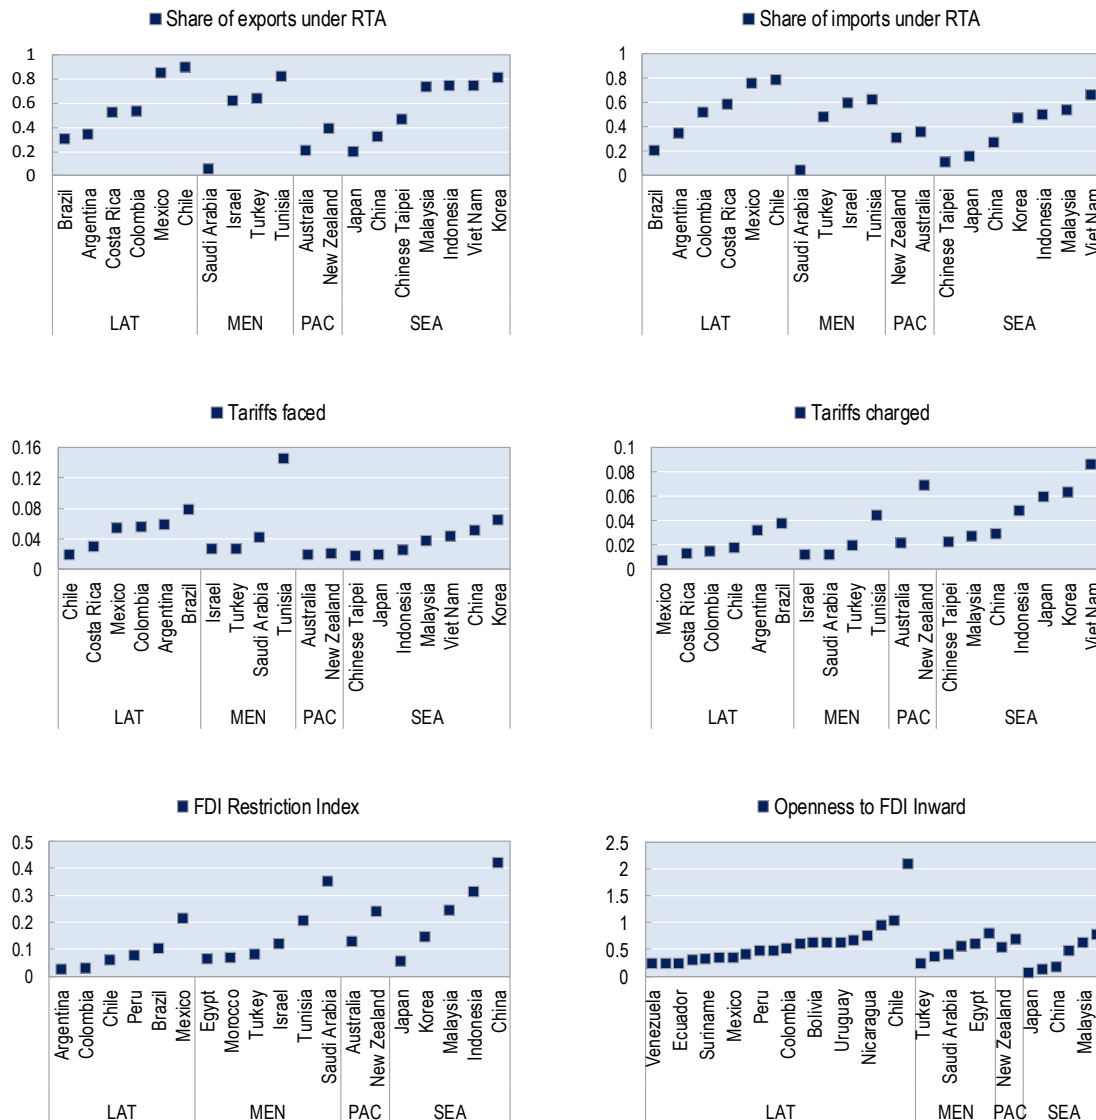 Share of exports under RTA
1
0.8
0.6
0.4
0.2
0
Brazil
Argentina
Costa Rica
Colombia
Mexico
Chile
Saudi Arabia
Israel
Turkey
Tunisia
Australia
New Zealand
Japan
China
Chinese Taipei
Malaysia
Indonesia
Viet Nam
Korea
LAT MEN PAC SEA
Share of imports under RTA
1
0.8
0.6
0.4
0.2
0
Brazil
Argentina
Colombia
Costa Rica
Mexico
Chile
Saudi Arabia
Turkey
Israel
Tunisia
New Zealand
Australia
Chinese Taipei
Japan
China
Korea
Indonesia
Malaysia
Viet Nam
LAT MEN PAC SEA
Tariffs faced
0.16
0.12
0.08
0.04
0
Chile
Costa Rica
Mexico
Colombia
Argentina
Brazil
Israel
Turkey
Saudi Arabia
Tunisia
Australia
New Zealand
Chinese Taipei
Japan
Indonesia
Malaysia
Viet Nam
China
Korea
LAT MEN PAC SEA
Tariffs charged
0.1
0.08
0.06
0.04
0.02
0
Mexico
Costa Rica
Colombia
Chile
Argentina
Brazil
Israel
Saudi Arabia
Turkey
Tunisia
Australia
New Zealand
Chinese Taipei
Malaysia
China
Indonesia
Japan
Korea
Viet Nam
LAT MEN PAC SEA
FDI Restriction Index
0.5
0.4
0.3
0.2
0.1
0
Argentina
Colombia
Chile
Peru
Brazil
Mexico
Egypt
Morocco
Turkey
Israel
Tunisia
Saudi Arabia
Australia
New Zealand
Japan
Korea
Malaysia
Indonesia
China
LAT MEN PAC SEA
Openness to FDI Inward
2.5
2
1.5
1
0.5
0
Venezuela
Ecuador
Suriname
Mexico
Peru
Colombia
Bolivia
Uruguay
Nicaragua
Chile
Turkey
Saudi Arabia
Egypt
New Zealand
Japan
China
Malaysia
LAT MEN PAC SEA